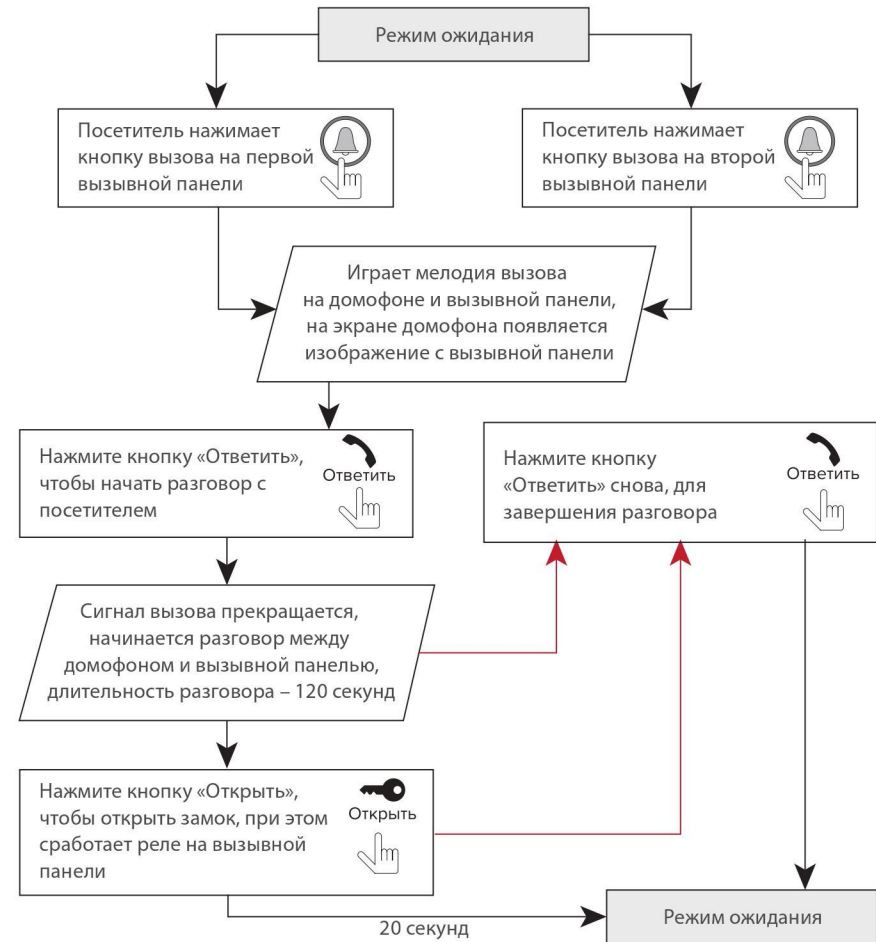 Режим ожидания
Посетитель нажимает
кнопку вызова на первой
вызывной панели
Посетитель нажимает
кнопку вызова на второй
вызывной панели
Играет мелодия вызова
на домофоне и вызывной панели,
на экране домофона появляется
изображение с вызывной панели
Нажмите кнопку «Ответить»,
чтобы начать разговор с
посетителем
Ответить
Нажмите кнопку
«Ответить» снова, для
завершения разговора
Ответить
Сигнал вызова прекращается,
начинается разговор между
домофоном и вызывной панелью,
длительность разговора – 120 секунд
Нажмите кнопку «Открыть»,
чтобы открыть замок, при этом
сработает реле на вызывной
панели
Открыть
20 секунд
Режим ожидания